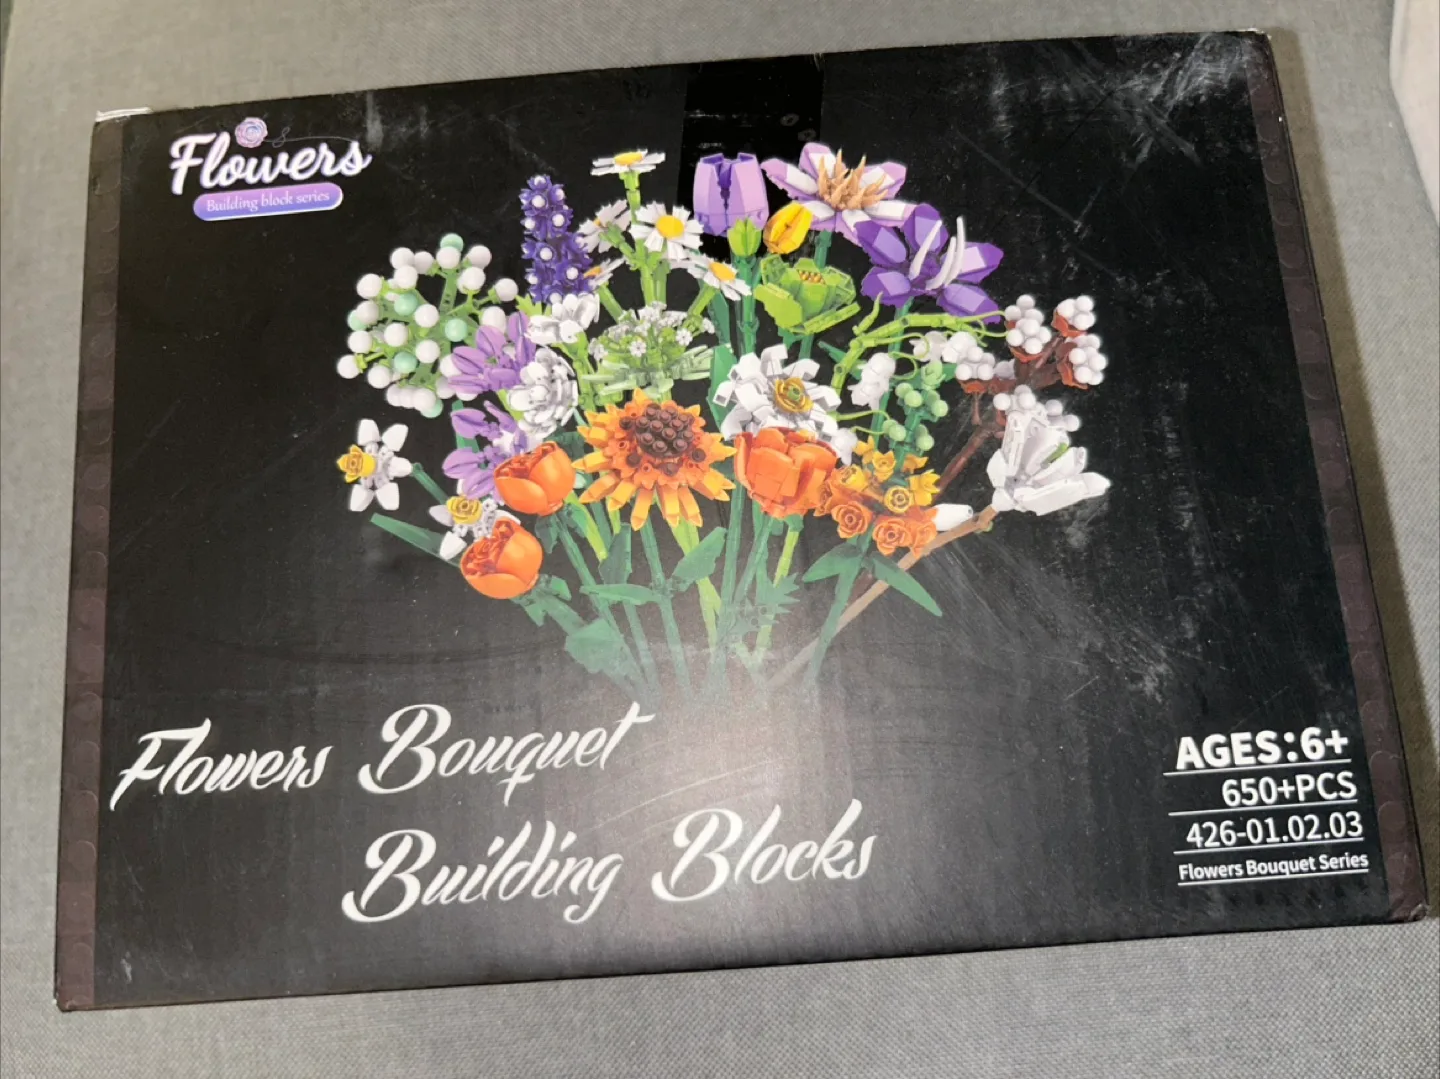 Flowers
Building block series
Flowers Bouquet
Building Blocks
AGES:6+
650+PCS
426-01.02.03
Flowers Bouquet Series